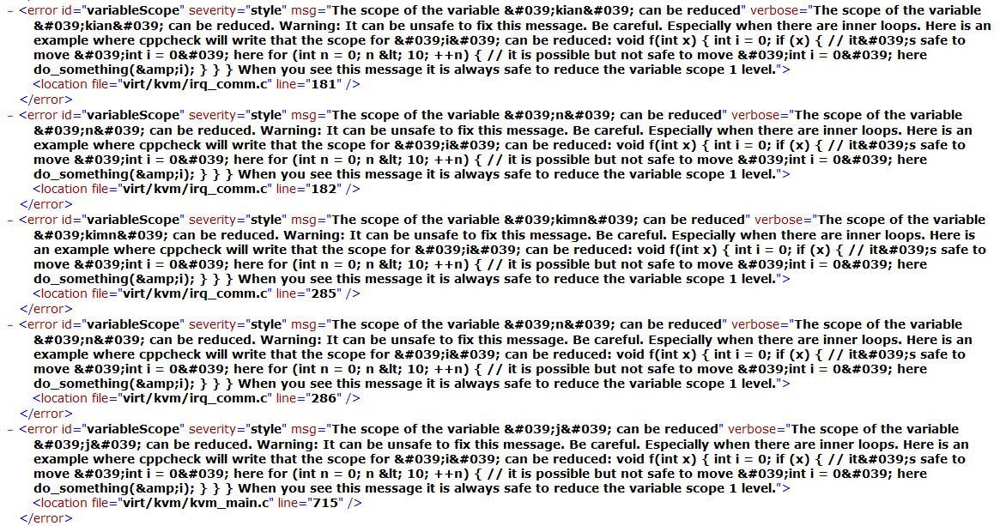 – <error id="variableScope" severity="style" msg="The scope of the variable &#039;kian&#039; can be reduced" verbose="The scope of the variable
&#039;kian&#039; can be reduced. Warning: It can be unsafe to fix this message. Be careful. Especially when there are inner loops. Here is an
example where cppcheck will write that the scope for &#039;i&#039; can be reduced: void f(int x) { int i = 0; if (x) { // it&#039;s safe to
move &#039;int i = 0&#039; here for (int n = 0; n &lt; 10; ++n) { // it is possible but not safe to move &#039;int i = 0&#039; here
do_something(&amp;i); } } } When you see this message it is always safe to reduce the variable scope 1 level.">
<location file="virt/kvm/irq_comm.c" line="181" />
</error>
– <error id="variableScope" severity="style" msg="The scope of the variable &#039;n&#039; can be reduced" verbose="The scope of the variable
&#039;n&#039; can be reduced. Warning: It can be unsafe to fix this message. Be careful. Especially when there are inner loops. Here is an
example where cppcheck will write that the scope for &#039;i&#039; can be reduced: void f(int x) { int i = 0; if (x) { // it&#039;s safe to
move &#039;int i = 0&#039; here for (int n = 0; n &lt; 10; ++n) { // it is possible but not safe to move &#039;int i = 0&#039; here
do_something(&amp;i); } } } When you see this message it is always safe to reduce the variable scope 1 level.">
<location file="virt/kvm/irq_comm.c" line="182" />
</error>
– <error id="variableScope" severity="style" msg="The scope of the variable &#039;kimn&#039; can be reduced" verbose="The scope of the variable
&#039;kimn&#039; can be reduced. Warning: It can be unsafe to fix this message. Be careful. Especially when there are inner loops. Here is
an example where cppcheck will write that the scope for &#039;i&#039; can be reduced: void f(int x) { int i = 0; if (x) { // it&#039;s safe to
move &#039;int i = 0&#039; here for (int n = 0; n &lt; 10; ++n) { // it is possible but not safe to move &#039;int i = 0&#039; here
do_something(&amp;i); } } } When you see this message it is always safe to reduce the variable scope 1 level.">
<location file="virt/kvm/irq_comm.c" line="285" />
</error>
– <error id="variableScope" severity="style" msg="The scope of the variable &#039;n&#039; can be reduced" verbose="The scope of the variable
&#039;n&#039; can be reduced. Warning: It can be unsafe to fix this message. Be careful. Especially when there are inner loops. Here is an
example where cppcheck will write that the scope for &#039;i&#039; can be reduced: void f(int x) { int i = 0; if (x) { // it&#039;s safe to
move &#039;int i = 0&#039; here for (int n = 0; n &lt; 10; ++n) { // it is possible but not safe to move &#039;int i = 0&#039; here
do_something(&amp;i); } } } When you see this message it is always safe to reduce the variable scope 1 level.">
<location file="virt/kvm/irq_comm.c" line="286" />
</error>
– <error id="variableScope" severity="style" msg="The scope of the variable &#039;j&#039; can be reduced" verbose="The scope of the variable
&#039;j&#039; can be reduced. Warning: It can be unsafe to fix this message. Be careful. Especially when there are inner loops. Here is an
example where cppcheck will write that the scope for &#039;i&#039; can be reduced: void f(int x) { int i = 0; if (x) { // it&#039;s safe to
move &#039;int i = 0&#039; here for (int n = 0; n &lt; 10; ++n) { // it is possible but not safe to move &#039;int i = 0&#039; here
do_something(&amp;i); } } } When you see this message it is always safe to reduce the variable scope 1 level.">
<location file="virt/kvm/kvm_main.c" line="715" />
</error>